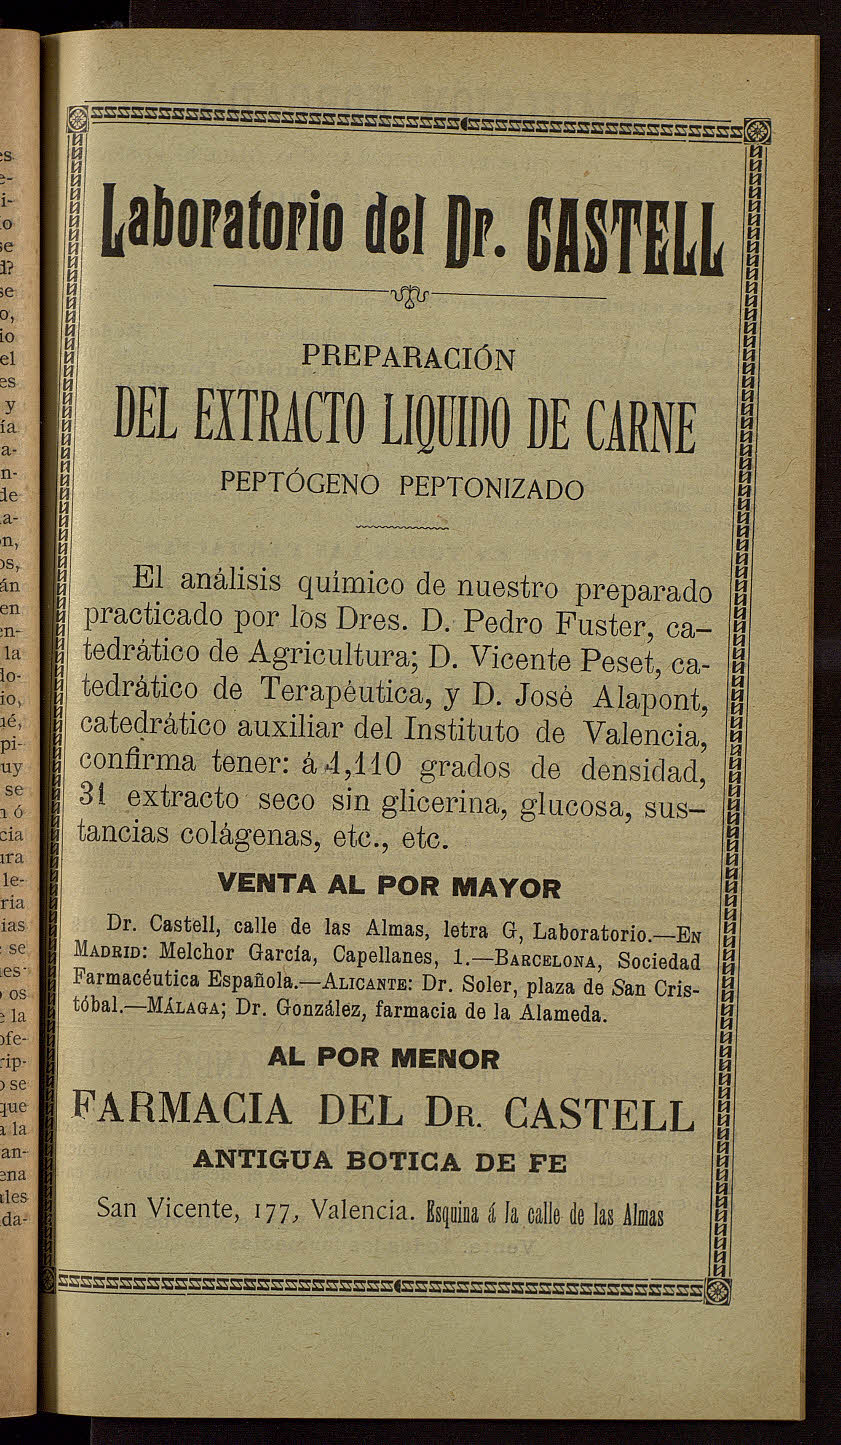 Laboratorio del Dr. CASTELL
PREPARACIÓN
DEL EXTRACTO LIQUIDO DE CARNE
PEPTÓGENO PEPTONIZADO
El análisis químico de nuestro preparado
practicado por los Dres. D. Pedro Fuster, ca-
tedrático de Agricultura; D. Vicente Peset, ca-
tedrático de Terapéutica, y D. José Alapont,
catedrático auxiliar del Instituto de Valencia,
confirma tener: á 1,110 grados de densidad,
31 extracto seco sin glicerina, glucosa, sus-
tancias colágenas, etc., etc.
VENTA AL POR MAYOR
Dr. Castell, calle de las Almas, letra G, Laboratorio.—EN
MADRID: Melchor García, Capellanes, 1.—BARCELONA, Sociedad
Farmacéutica Española.—ALICANTE: Dr. Soler, plaza de San Cris-
tóbal.—MÁLAGA; Dr. González, farmacia de la Alameda.
AL POR MENOR
FARMACIA DEL DR. CASTELL
ANTIGUA BOTICA DE FE
San Vicente, 177, Valencia. Esquina á la calle de las Almas